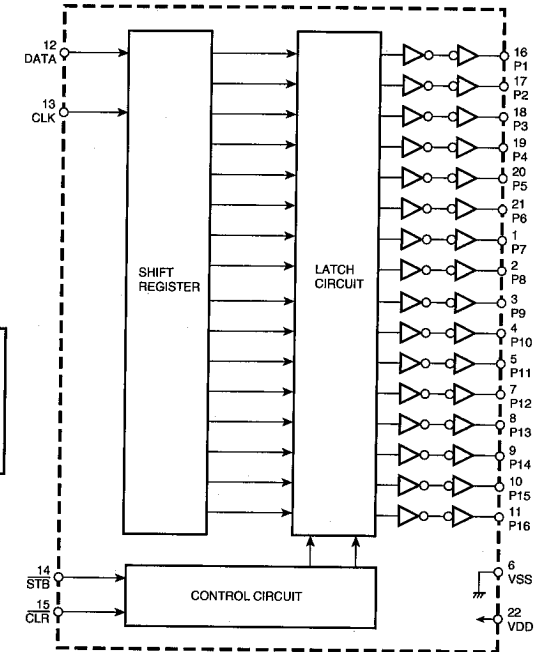 12
DATA
13
CLK
SHIFT
REGISTER
LATCH
CIRCUIT
16
P1
17
P2
18
P3
19
P4
20
P5
21
P6
1
P7
2
P8
3
P9
4
P10
5
P11
7
P12
8
P13
9
P14
10
P15
11
P16
14
STB
15
CLR
CONTROL CIRCUIT
6
VSS
22
VDD